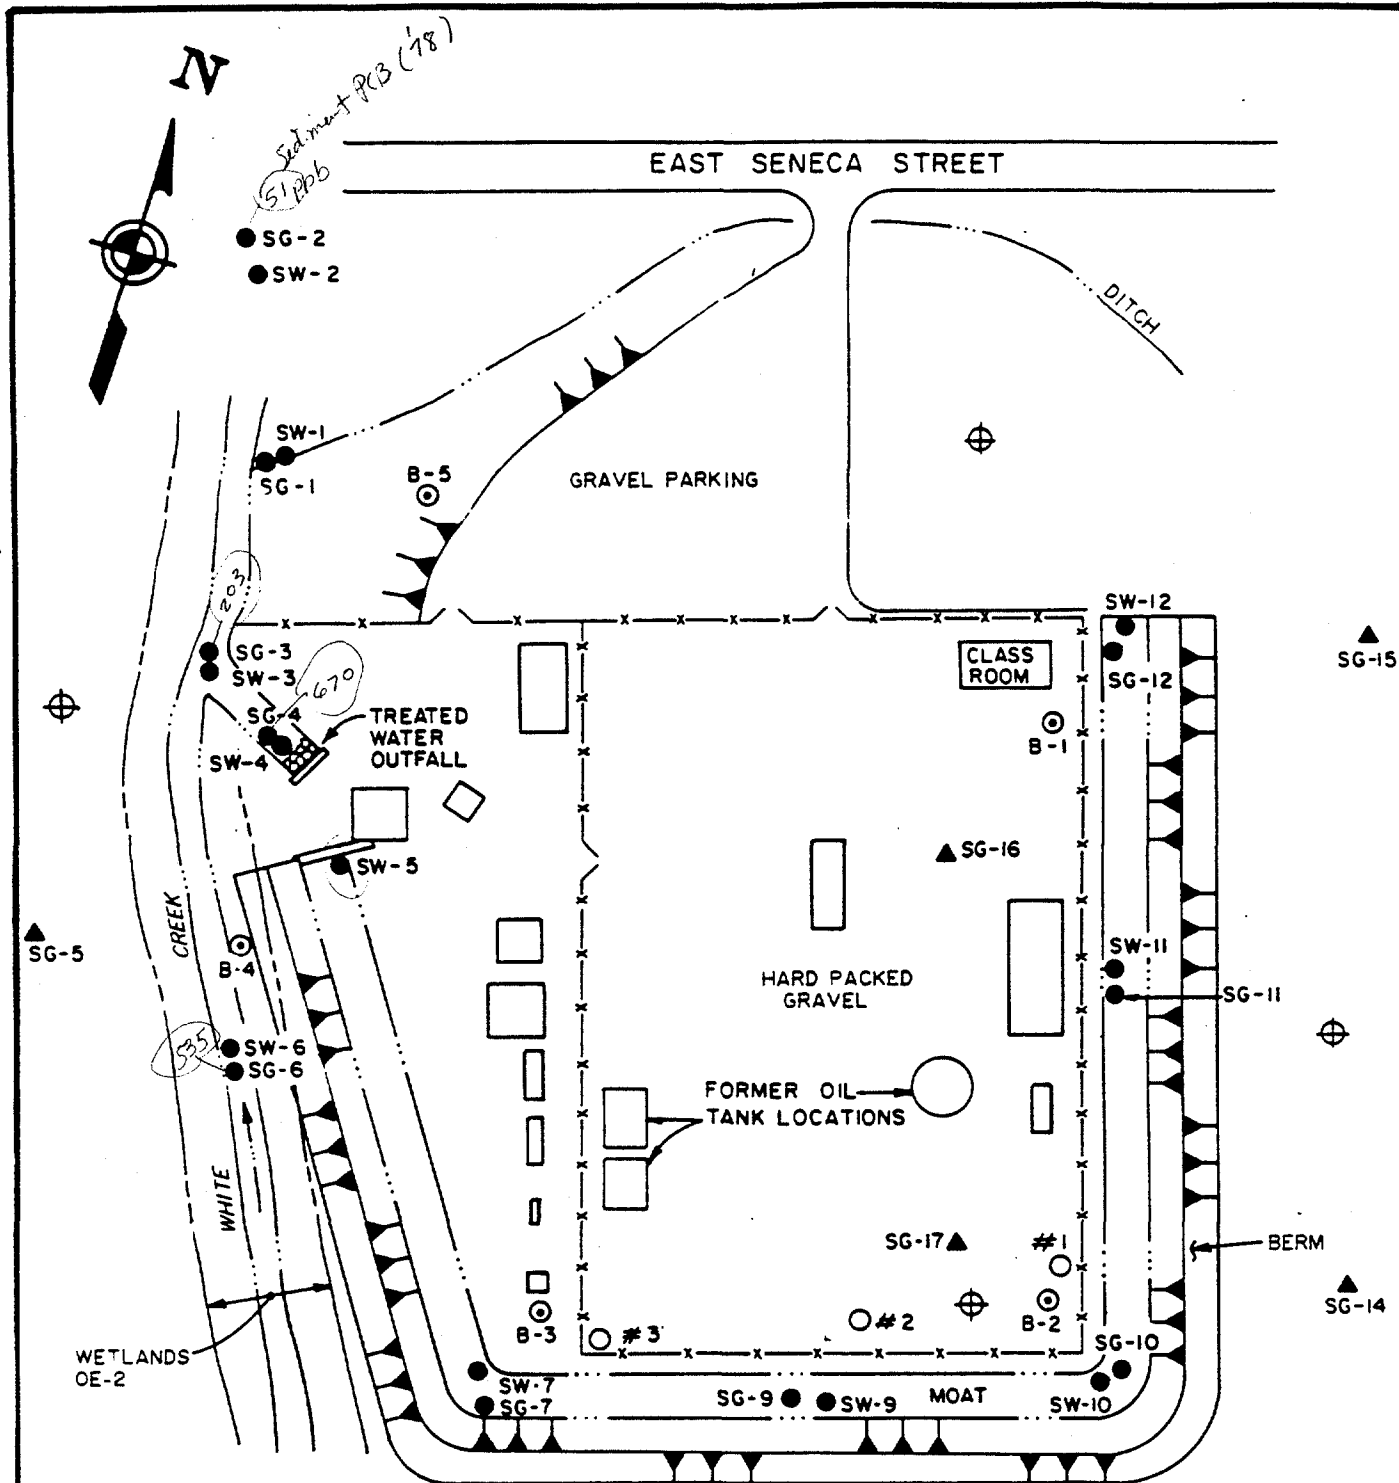 N
Sediment PCB ('78)
51 ppb
EAST SENECA STREET
SG-2
SW-2
DITCH
SW-1
SG-1
B-5
GRAVEL PARKING
203
SW-12
SG-3
SW-3
CLASS
ROOM
SG-12
SG-15
670
SG-4
SW-4
TREATED
WATER
OUTFALL
B-1
SG-16
SW-5
CREEK
SG-5
B-4
SW-11
HARD PACKED
GRAVEL
SG-11
535
SW-6
SG-6
FORMER OIL
TANK LOCATIONS
WHITE
SG-17
#1
BERM
SG-14
B-3
#3
#2
B-2
WETLANDS
OE-2
SG-10
SW-7
SG-7
SG-9
SW-9
MOAT
SW-10